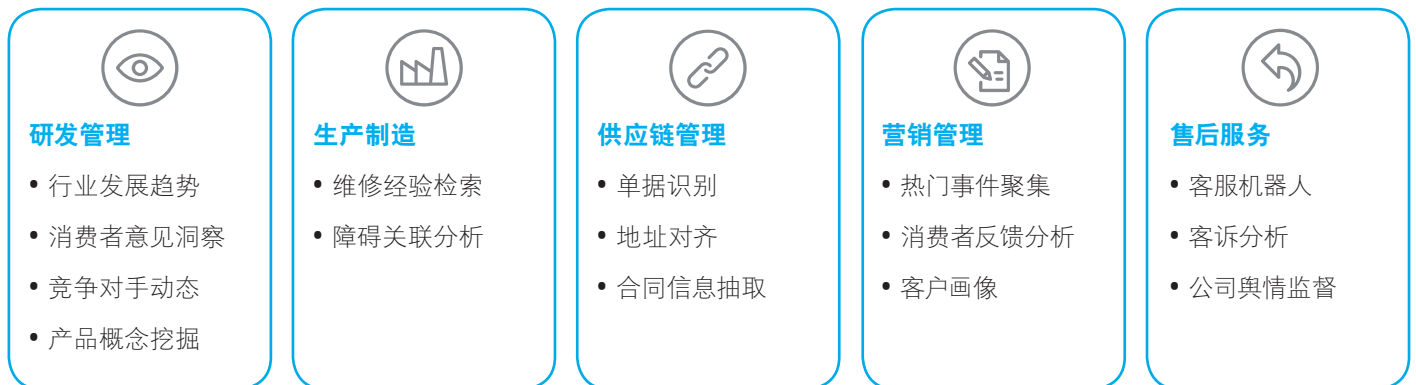 研发管理
• 行业发展趋势
• 消费者意见洞察
• 竞争对手动态
• 产品概念挖掘
生产制造
• 维修经验检索
• 障碍关联分析
供应链管理
• 单据识别
• 地址对齐
• 合同信息抽取
营销管理
• 热门事件聚集
• 消费者反馈分析
• 客户画像
售后服务
• 客服机器人
• 客诉分析
• 公司舆情监督